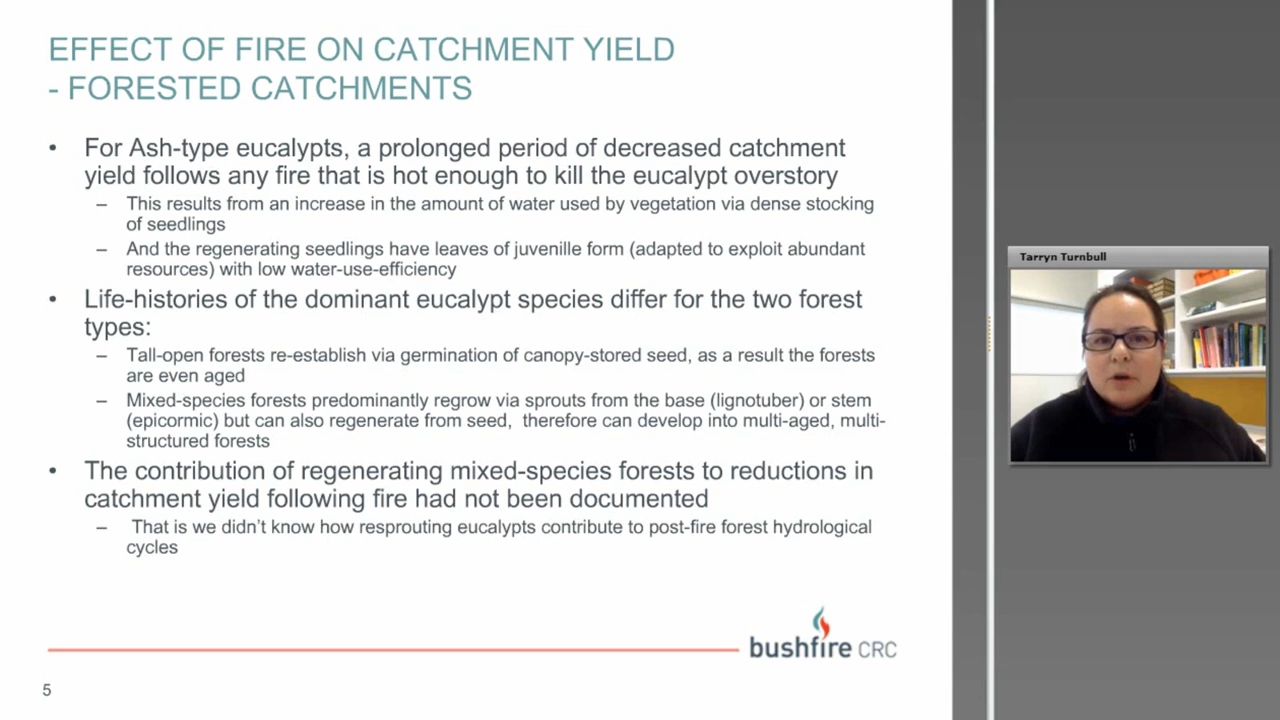 EFFECT OF FIRE ON CATCHMENT YIELD
- FORESTED CATCHMENTS
• For Ash-type eucalypts, a prolonged period of decreased catchment
yield follows any fire that is hot enough to kill the eucalypt overstory
– This results from an increase in the amount of water used by vegetation via dense stocking
of seedlings
– And the regenerating seedlings have leaves of juvenille form (adapted to exploit abundant
resources) with low water-use-efficiency
• Life-histories of the dominant eucalypt species differ for the two forest
types:
– Tall-open forests re-establish via germination of canopy-stored seed, as a result the forests
are even aged
– Mixed-species forests predominantly regrow via sprouts from the base (lignotuber) or stem
(epicormic) but can also regenerate from seed, therefore can develop into multi-aged, multi-
structured forests
• The contribution of regenerating mixed-species forests to reductions in
catchment yield following fire had not been documented
– That is we didn't know how resprouting eucalypts contribute to post-fire forest hydrological
cycles
bushfire CRC
5
Tarryn Turnbull